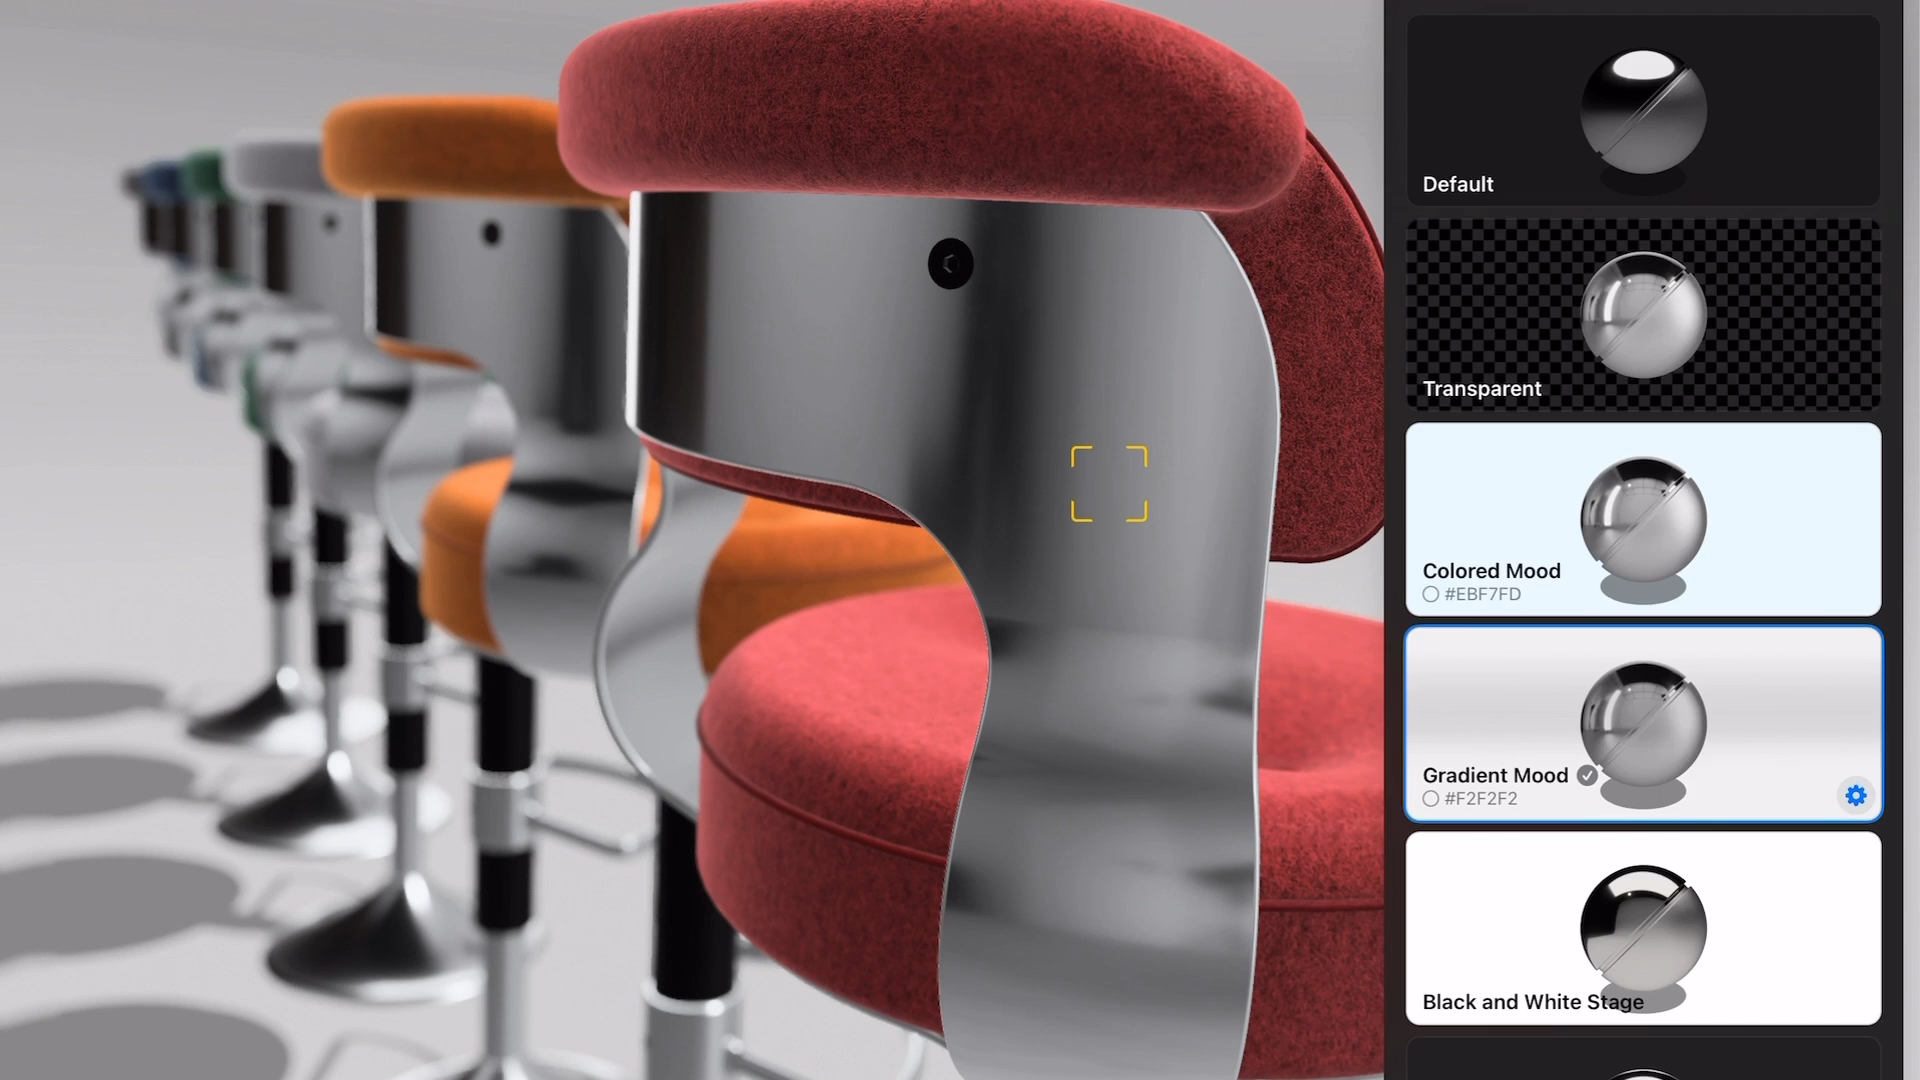 Default
Transparent
Colored Mood
#EBF7FD
Gradient Mood
#F2F2F2
Black and White Stage